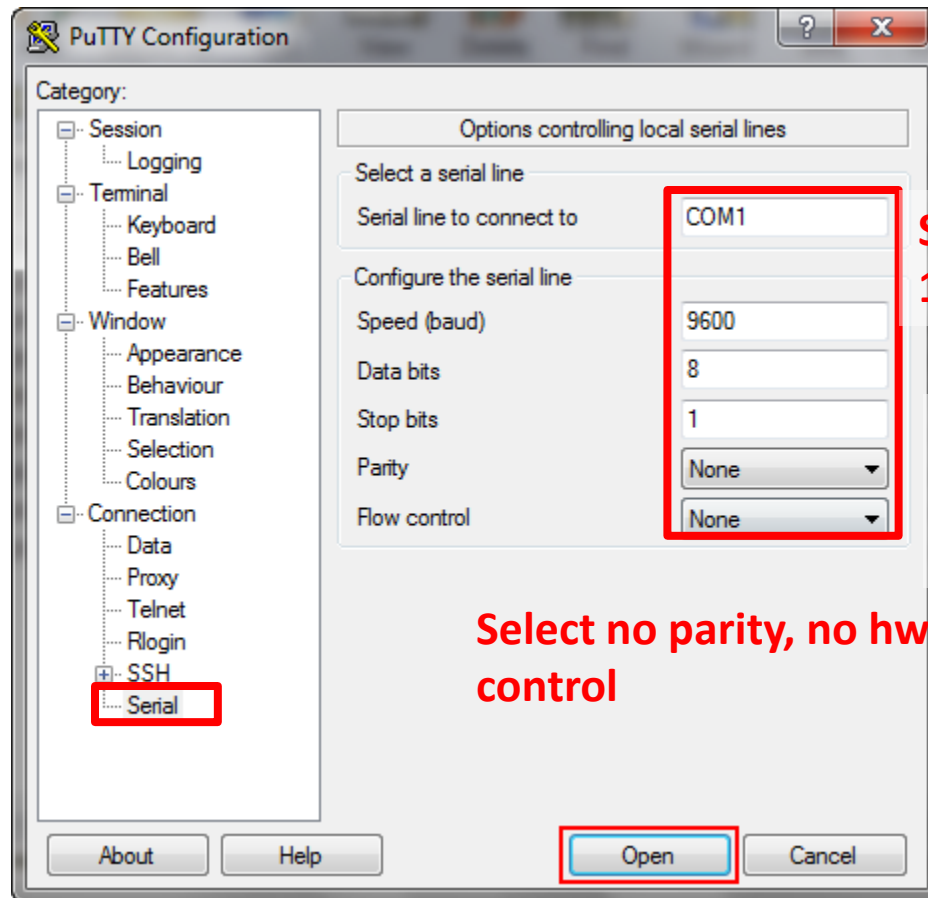 PuTTY Configuration
Category:
Session
Logging
Terminal
Keyboard
Bell
Features
Window
Appearance
Behaviour
Translation
Selection
Colours
Connection
Data
Proxy
Telnet
Rlogin
SSH
Serial
Options controlling local serial lines
Select a serial line
Serial line to connect to COM1
Configure the serial line
Speed (baud) 9600
Data bits 8
Stop bits 1
Parity None
Flow control None
S
1
Select no parity, no hw
control
About Help Open Cancel